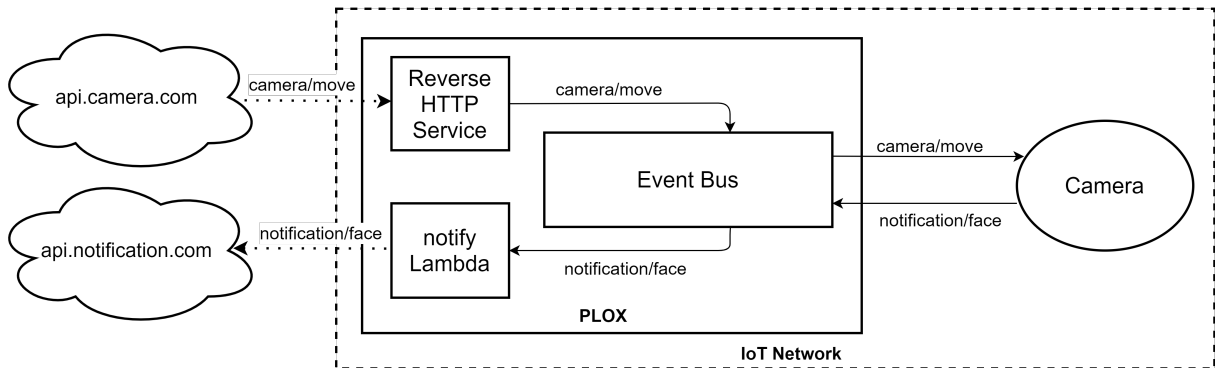 api.camera.com
camera/move
Reverse
HTTP
Service
camera/move
Event Bus
camera/move
Camera
notification/face
api.notification.com
notification/face
notify
Lambda
notification/face
PLOX
IoT Network